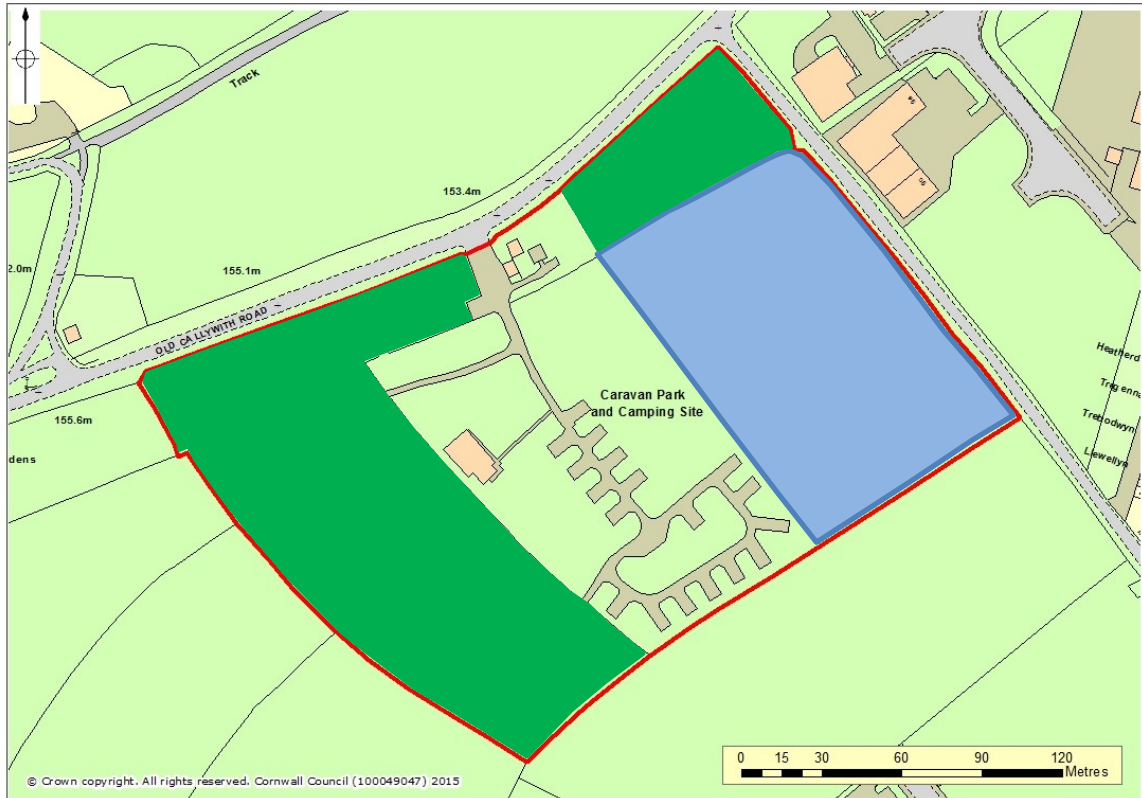 Track
153.4m
2.0m
155.1m
OLD CALLYWITH ROAD
155.6m
dens
Caravan Park
and Camping Site
Tregenna
Trebodwyn
Llewellyn
0 15 30 60 90 120
Metres
© Crown copyright. All rights reserved. Cornwall Council (100049047) 2015